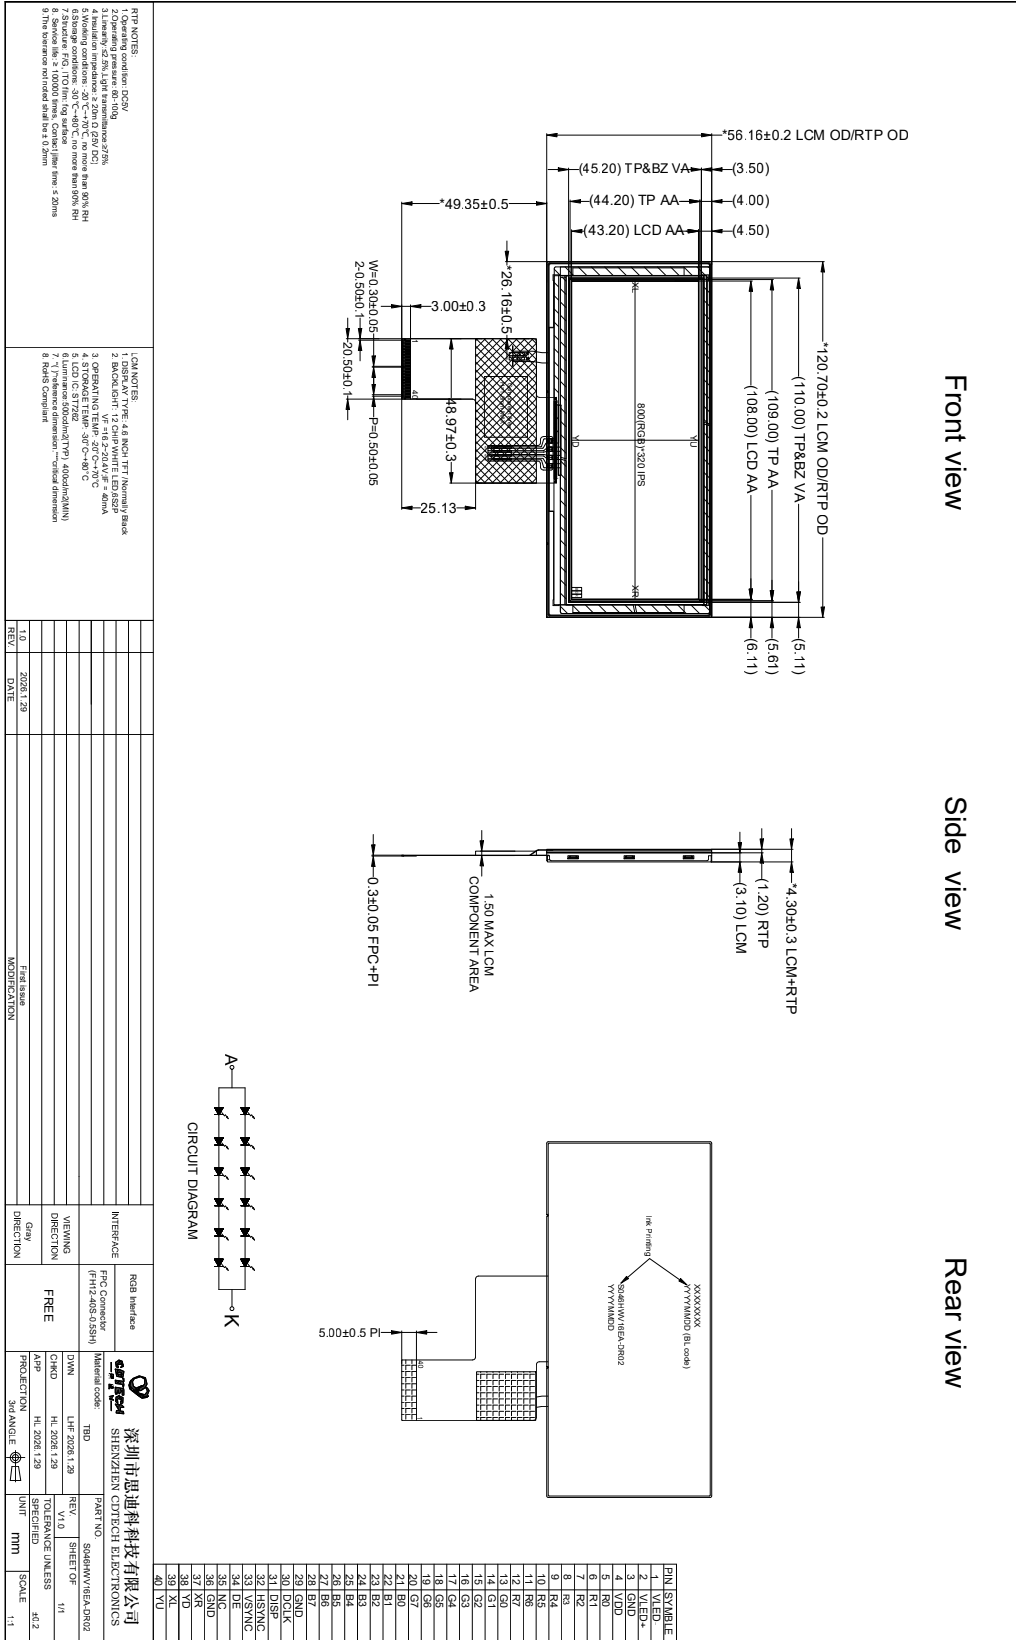 Front view
*56.16±0.2 LCM OD/RTP OD
(45.20) TP&BZ VA
(3.50)
(44.20) TP AA
(4.00)
(43.20) LCD AA
(4.50)
*49.35±0.5
*26.16±0.5
3.00±0.3
W=0.30±0.05
2-0.50±0.1
20.50±0.1
P=0.50±0.05
48.97±0.3
25.13
1
40
XL
YD
YU
XR
800(RGB)*320 IPS
*120.70±0.2 LCM OD/RTP OD
(110.00) TP&BZ VA
(109.00) TP AA
(108.00) LCD AA
(5.11)
(5.61)
(6.11)
Side view
*4.30±0.3 LCM+RTP
(1.20) RTP
(3.10) LCM
1.50 MAX LCM
COMPONENT AREA
0.3±0.05 FPC+PI
Rear view
Ink Printing
XXXXXXXX
YYYYMMDD (BL code)
S046HWV16EA-DR02
YYYYMMDD
5.00±0.5 PI
40
1
A
K
CIRCUIT DIAGRAM
PIN SYMBLE
1 VLED-
2 VLED+
3 GND
4 VDD
5 R0
6 R1
7 R2
8 R3
9 R4
10 R5
11 R6
12 R7
13 G0
14 G1
15 G2
16 G3
17 G4
18 G5
19 G6
20 G7
21 B0
22 B1
23 B2
24 B3
25 B4
26 B5
27 B6
28 B7
29 GND
30 DCLK
31 DISP
32 HSYNC
33 VSYNC
34 DE
35 NC
36 GND
37 XR
38 YD
39 XL
40 YU
RTP NOTES:
1.Operating condition: DC5V
2.Operating pressure: 60-100g
3.Linearity:≤2.5%,Light transmittance:≥75%
4.Insulation impedance: ≥ 20m Ω (25V DC)
5.Working conditions: -20 ℃~+70℃, no more than 90% RH
6.Storage conditions: -30 ℃~+80℃, no more than 90% RH
7.Structure: F/G, ITO film: fog surface
8. Service life: ≥ 100000 times, Contact jitter time: ≤ 20ms
9.The tolerance not noted shall be ± 0.2mm
LCM NOTES:
1. DISPLAY TYPE: 4.6 INCH TFT /Normally Black
2. BACKLIGHT: 12 CHIP WHITE LED,6S2P
VF =16.2~20.4V,IF = 40mA
3. OPERATING TEMP: -20°C~+70°C
4. STORAGE TEMP: -30°C~+80°C
5. LCD IC: ST7262
6.Luminance:500cd/m2(TYP) 400cd/m2(MIN)
7. "( )"reference dimension,"*"critical dimension
8. RoHS Compliant
1.0 2026.1.29 First issue
REV. DATE MODIFICATION
INTERFACE
RGB Interface
FPC Connector
(FH12-40S-0.5SH)
VIEWING
DIRECTION
FREE
Gray
DIRECTION
CDTECH
深圳市思迪科科技有限公司
SHENZHEN CDTECH ELECTRONICS
Material code: TBD
PART NO. S046HWV16EA-DR02
DWN LHF 2026.1.29
REV. V1.0
SHEET OF 1/1
CHKD HL 2026.1.29
APP HL 2026.1.29
TOLERANCE UNLESS
SPECIFIED ±0.2
PROJECTION 3rd ANGLE
UNIT mm
SCALE 1:1